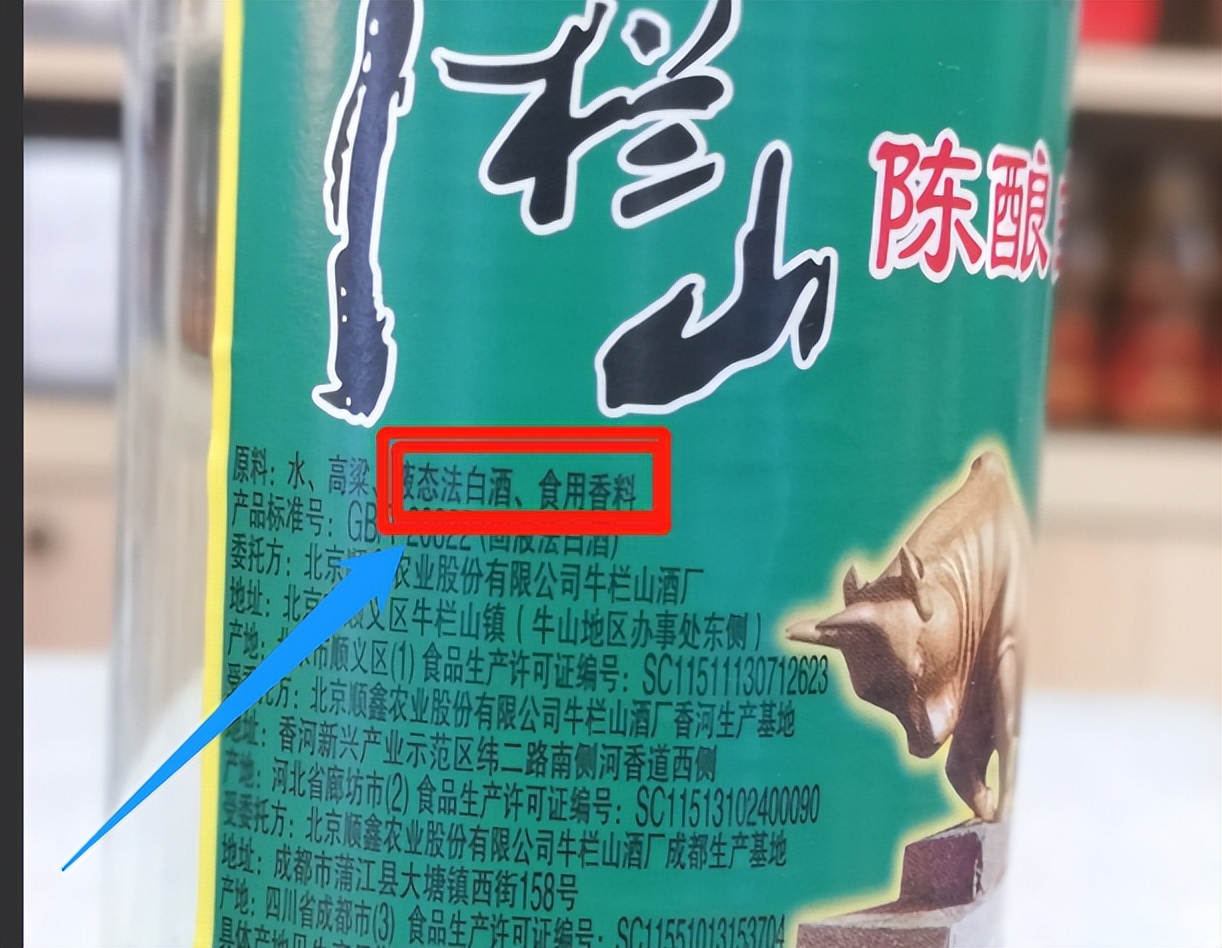 栏山
陈酿
原料：水、高粱、液态法白酒、食用香料
产品标准号：GB/T 20822 (固液法白酒)
委托方：北京顺鑫农业股份有限公司牛栏山酒厂
地址：北京顺义区牛栏山镇（牛山地区办事处东侧）
产地：北京市顺义区(1) 食品生产许可证编号：SC11511130712623
受委托方：北京顺鑫农业股份有限公司牛栏山酒厂香河生产基地
地址：香河新兴产业示范区纬二路南侧河香道西侧
产地：河北省廊坊市(2) 食品生产许可证编号：SC11513102400090
受委托方：北京顺鑫农业股份有限公司牛栏山酒厂成都生产基地
地址：成都市蒲江县大塘镇西街158号
产地：四川省成都市(3) 食品生产许可证编号：SC11551013153704